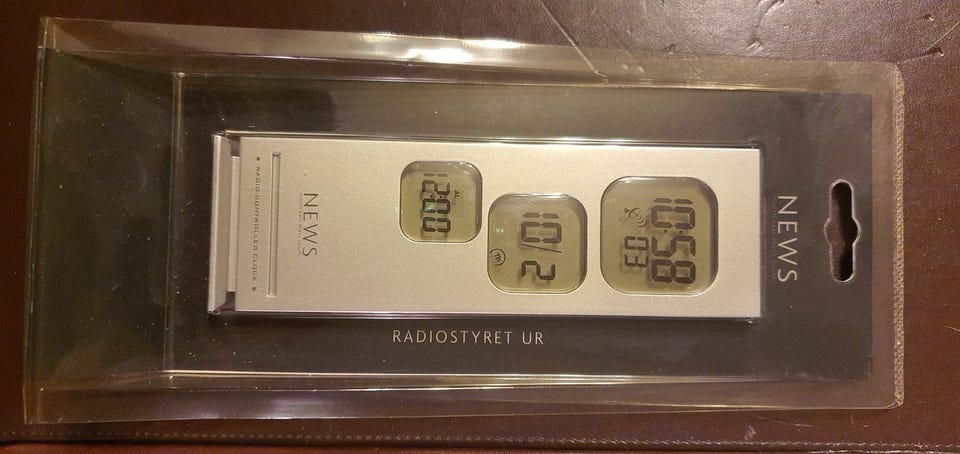 NEWS
10:58
03
10/2
AL
12:00
NEWS
RADIO CONTROLLED CLOCK
RADIOSTYRET UR